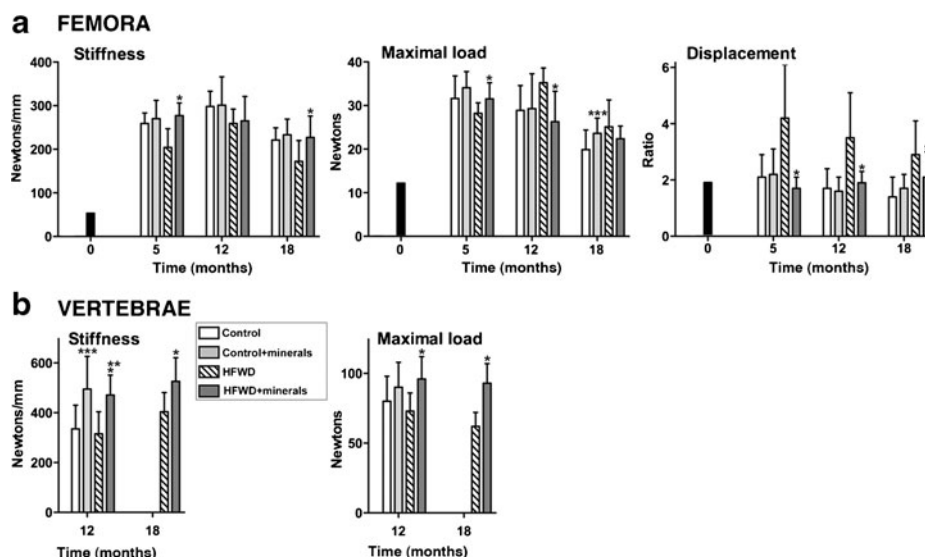 a FEMORA
Stiffness
400
300
200
100
0
Newtons/mm
*
*
0 5 12 18
Time (months)
Maximal load
40
30
20
10
0
Newtons
*
*
***
0 5 12 18
Time (months)
Displacement
6
4
2
0
Ratio
*
*
0 5 12 18
Time (months)
b VERTEBRAE
Stiffness
600
400
200
0
Newtons/mm
***
**
*
*
12 18
Time (months)
Control
Control+minerals
HFWD
HFWD+minerals
Maximal load
100
50
0
Newtons
*
*
12 18
Time (months)